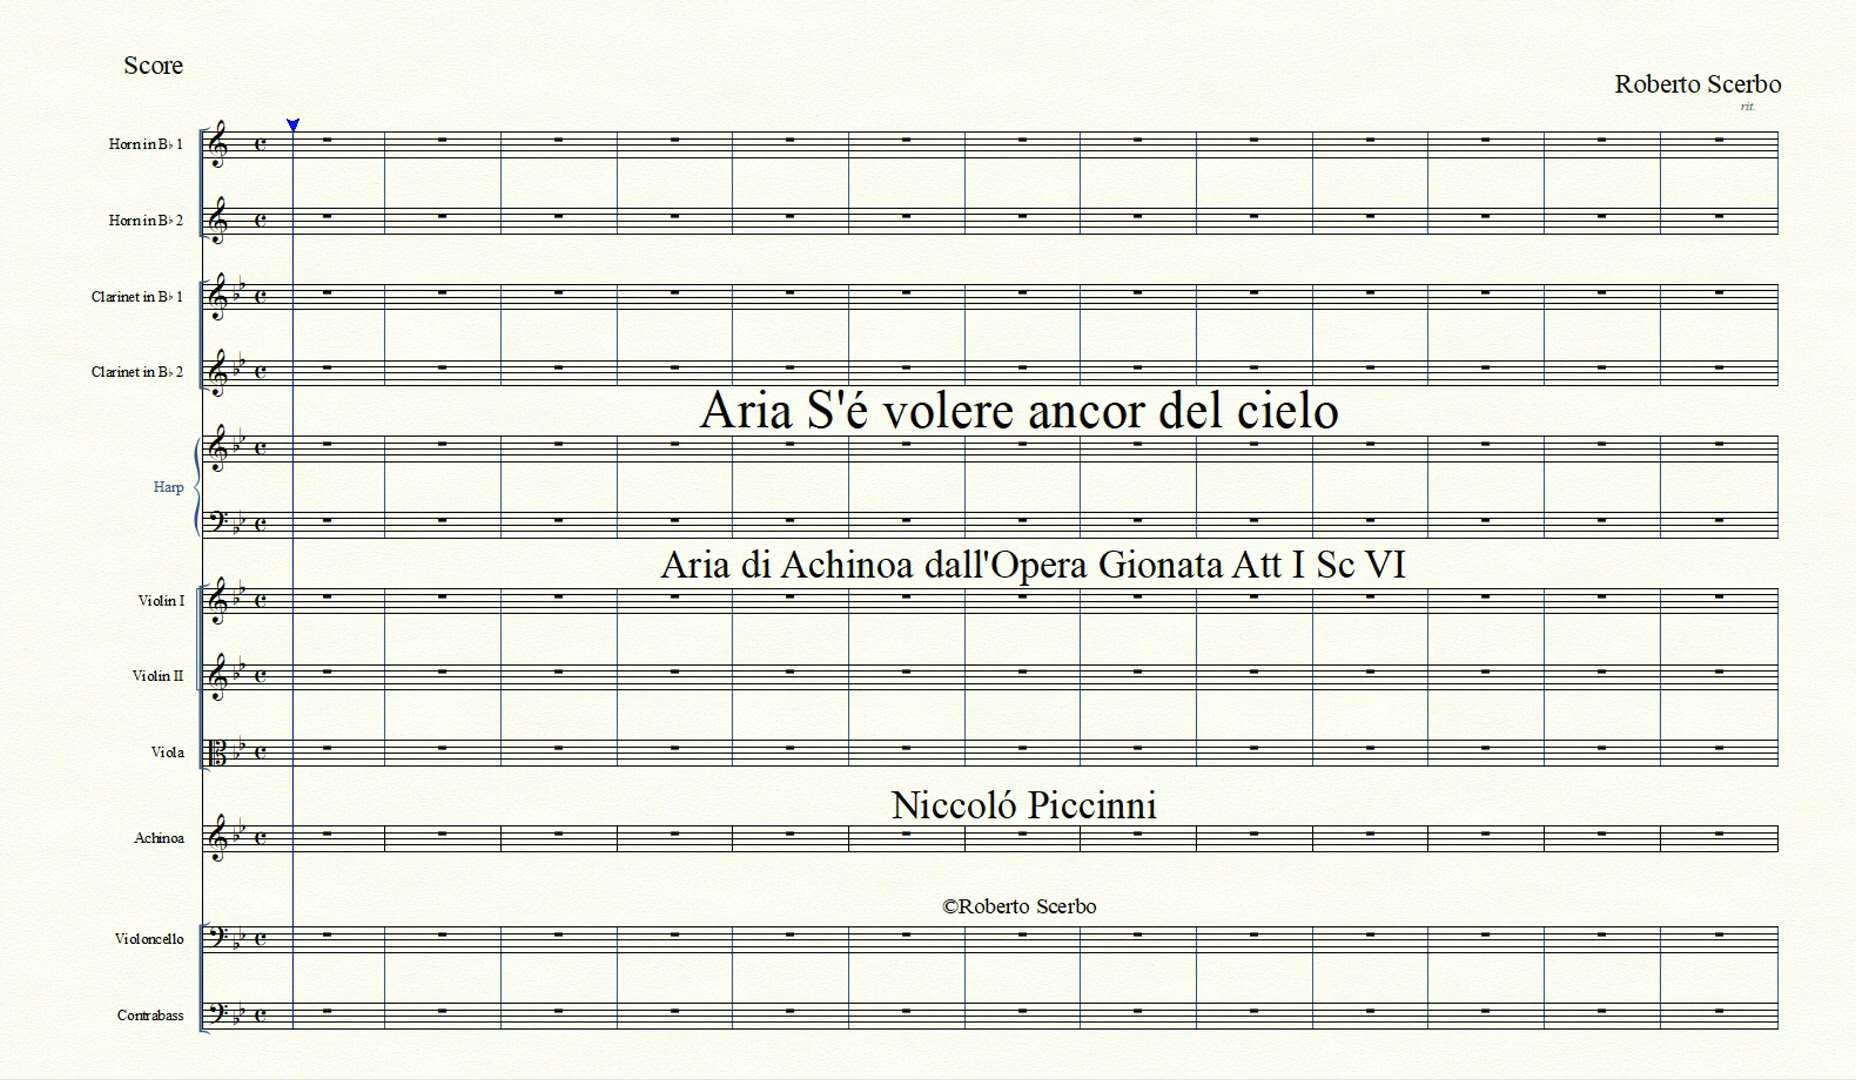 Score
Roberto Scerbo
rit.
Horn in B♭ 1
Horn in B♭ 2
Clarinet in B♭ 1
Clarinet in B♭ 2
Aria S'é volere ancor del cielo
Harp
Aria di Achinoa dall'Opera Gionata Att I Sc VI
Violin I
Violin II
Viola
Niccoló Piccinni
Achinoa
©Roberto Scerbo
Violoncello
Contrabass